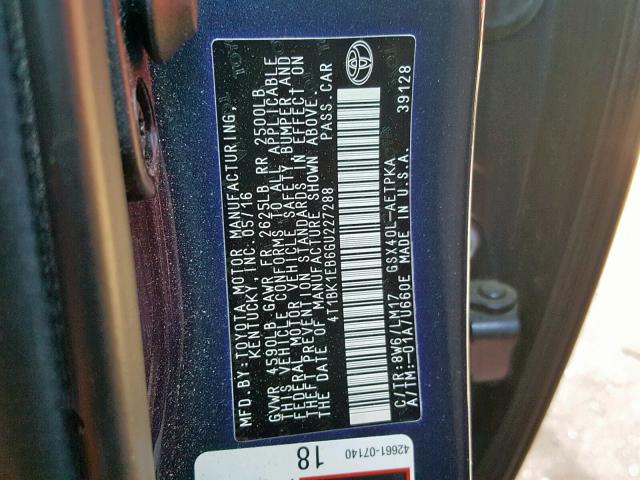 MFD. BY: TOYOTA MOTOR MANUFACTURING,
KENTUCKY, INC. 05/16
GVWR 4590LB GAWR FR 2625LB RR 2500LB
THIS VEHICLE CONFORMS TO ALL APPLICABLE
FEDERAL MOTOR VEHICLE SAFETY, BUMPER AND
THEFT PREVENTION STANDARDS IN EFFECT ON
THE DATE OF MANUFACTURE SHOWN ABOVE.
4T1BK1EB6GU227288 PASS.CAR
C/TR:8W6/LM17 GSX40L-AETPKA
A/TM:-01A/U660E MADE IN U.S.A. 39128
42661-07140
18